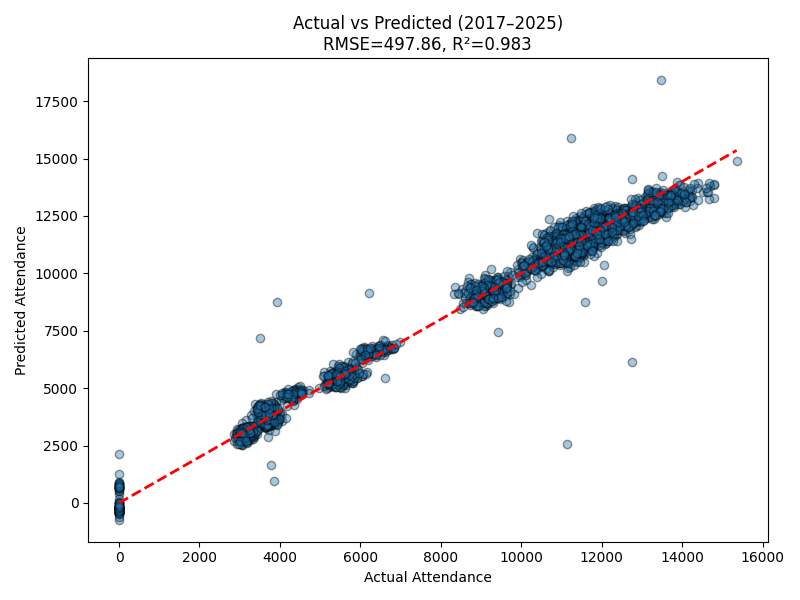 Actual vs Predicted (2017–2025)
RMSE=497.86, R²=0.983
17500
15000
12500
10000
7500
5000
2500
0
Predicted Attendance
0 2000 4000 6000 8000 10000 12000 14000 16000
Actual Attendance